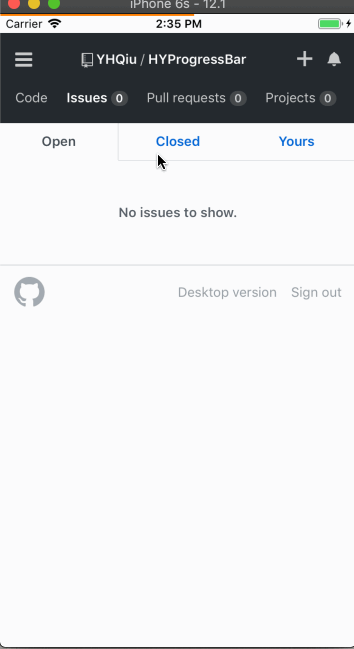 iPhone 6s - 12.1
Carrier 2:35 PM
YHQiu / HYProgressBar
Code Issues 0 Pull requests 0 Projects 0
Open Closed Yours
No issues to show.
Desktop version Sign out